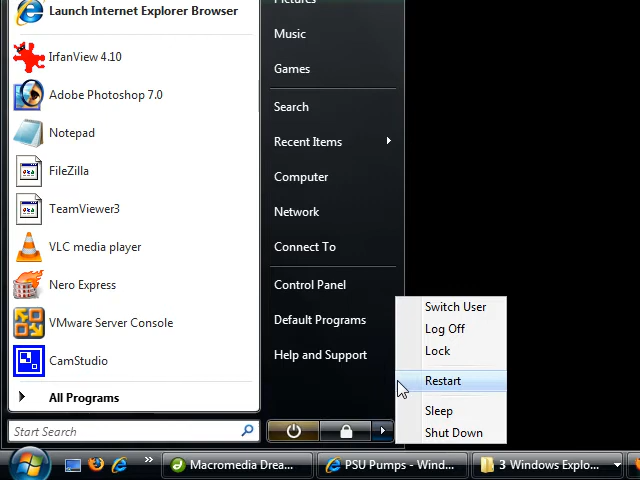 Launch Internet Explorer Browser
IrfanView 4.10
Adobe Photoshop 7.0
Notepad
FileZilla
TeamViewer3
VLC media player
Nero Express
VMware Server Console
CamStudio
All Programs
Start Search
Pictures
Music
Games
Search
Recent Items
Computer
Network
Connect To
Control Panel
Default Programs
Help and Support
Switch User
Log Off
Lock
Restart
Sleep
Shut Down
»
Macromedia Drea...
PSU Pumps - Wind...
3 Windows Explo...